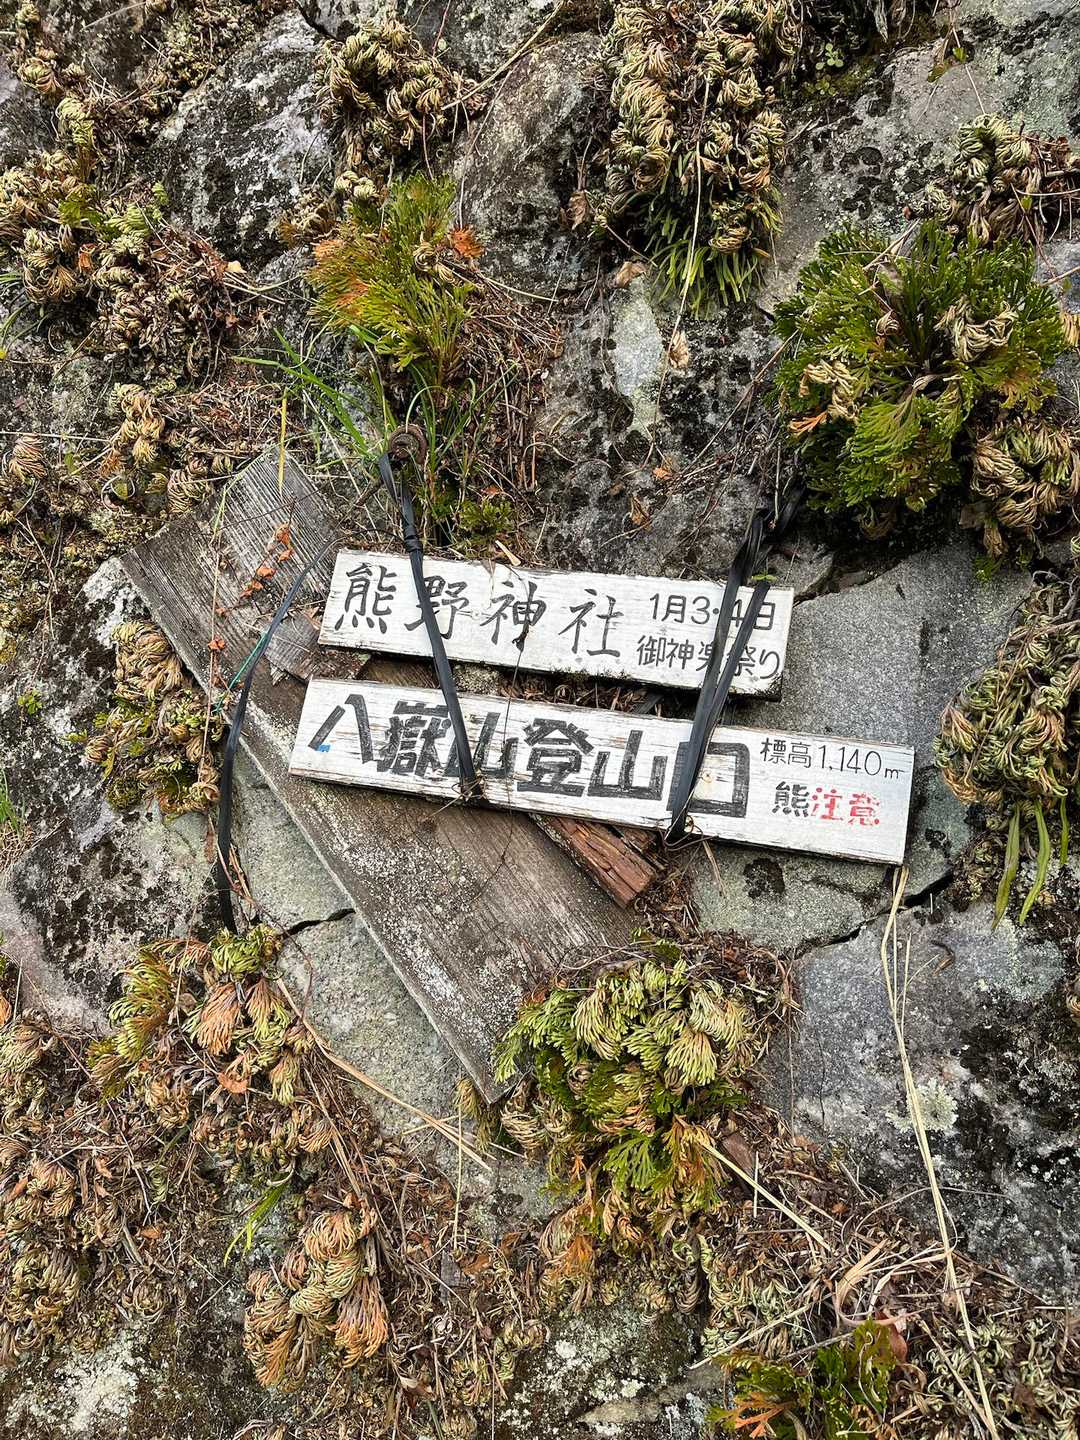 熊野神社
1月3・4日
御神楽祭り
八嶽山登山口
標高1,140m
熊注意